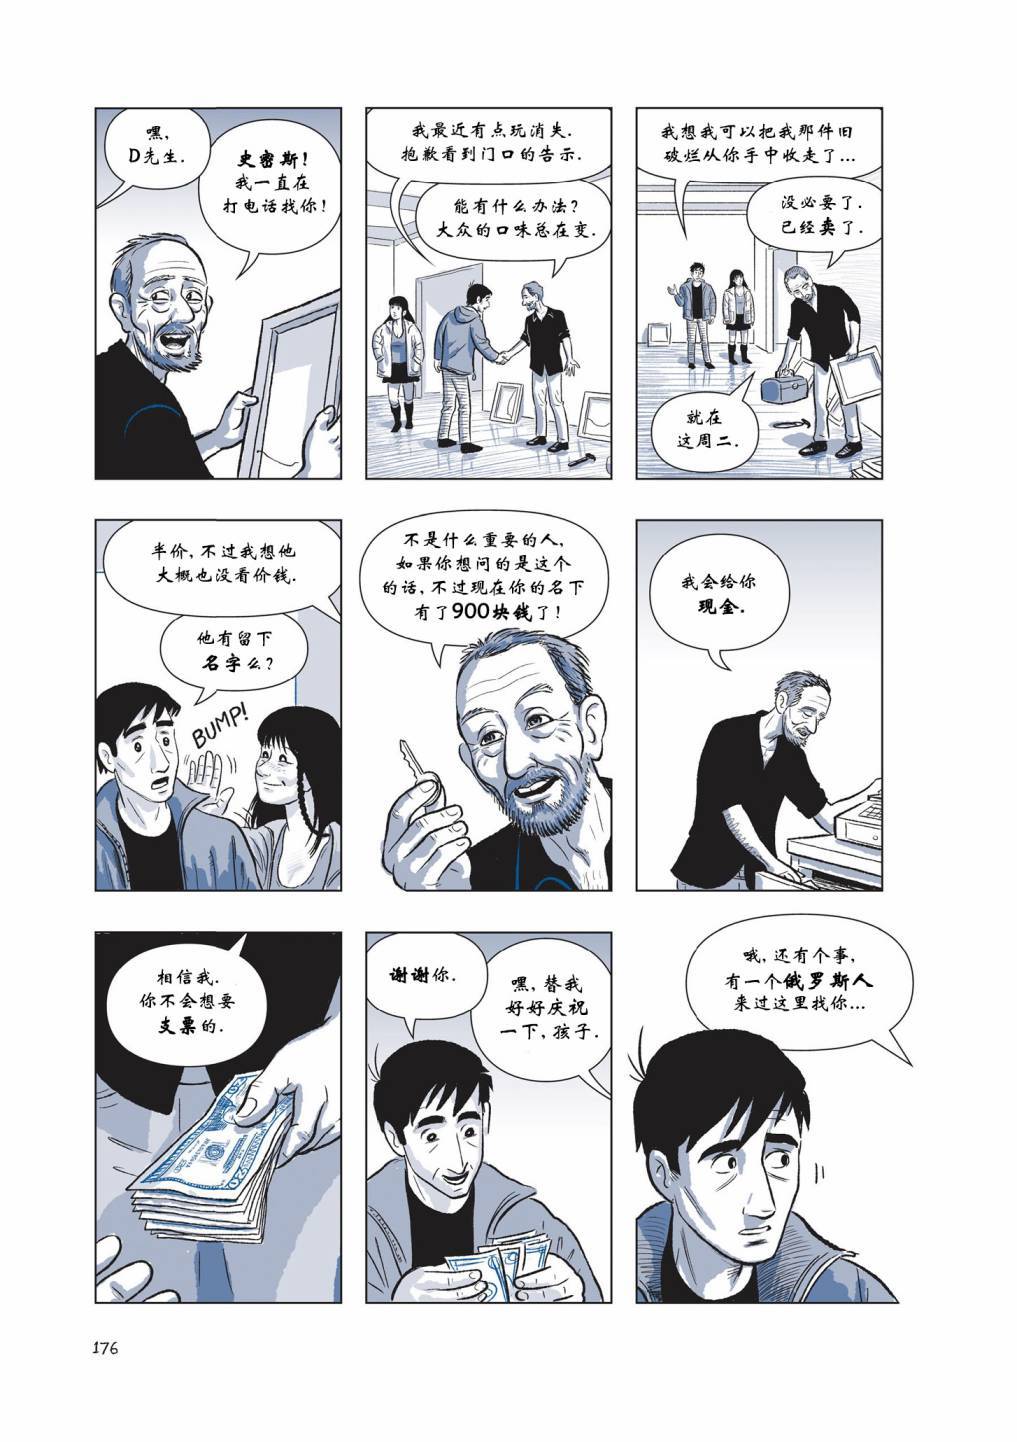 嘿,
D先生.
史密斯!
我一直在
打电话找你!
我最近有点玩消失.
抱歉看到门口的告示.
能有什么办法?
大众的口味总在变.
我想我可以把我那件旧
破烂从你手中收走了...
没必要了.
已经卖了.
就在
这周二.
半价,不过我想他
大概也没看价钱.
他有留下
名字么?
BUMP!
不是什么重要的人,
如果你想问的是这个
的话,不过现在你的名下
有了900块钱了!
我会给你
现金.
相信我.
你不会想要
支票的.
谢谢你.
嘿,替我
好好庆祝
一下,孩子.
哦,还有个事,
有一个俄罗斯人
来过这里找你...
176